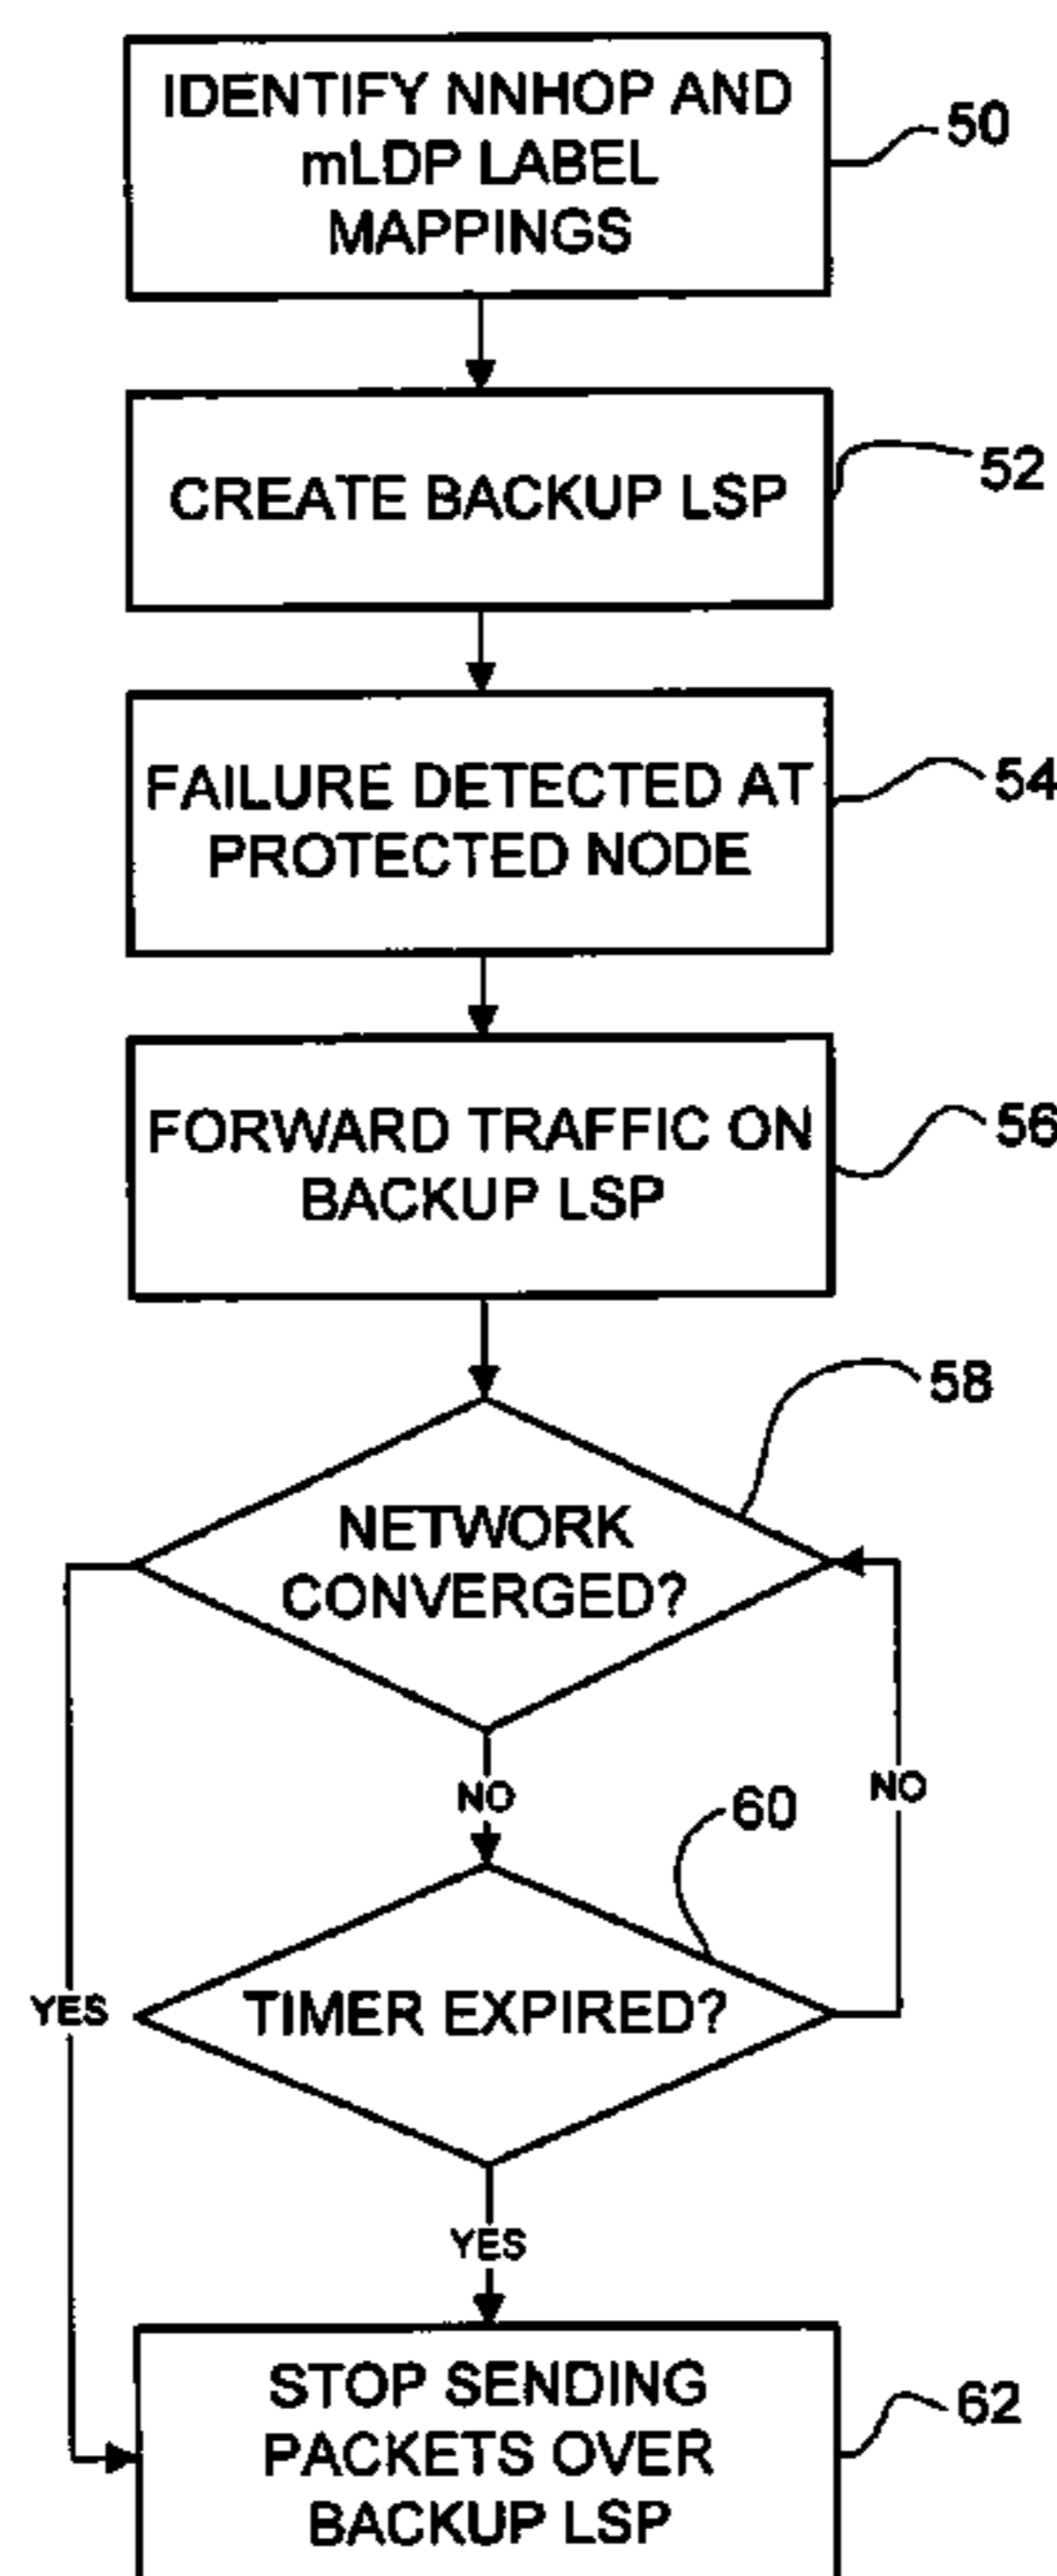 IDENTIFY NNHOP AND
mLDP LABEL
MAPPINGS
50
CREATE BACKUP LSP
52
FAILURE DETECTED AT
PROTECTED NODE
54
FORWARD TRAFFIC ON
BACKUP LSP
56
58
NETWORK
CONVERGED?
NO
NO
60
YES
TIMER EXPIRED?
YES
STOP SENDING
PACKETS OVER
BACKUP LSP
62